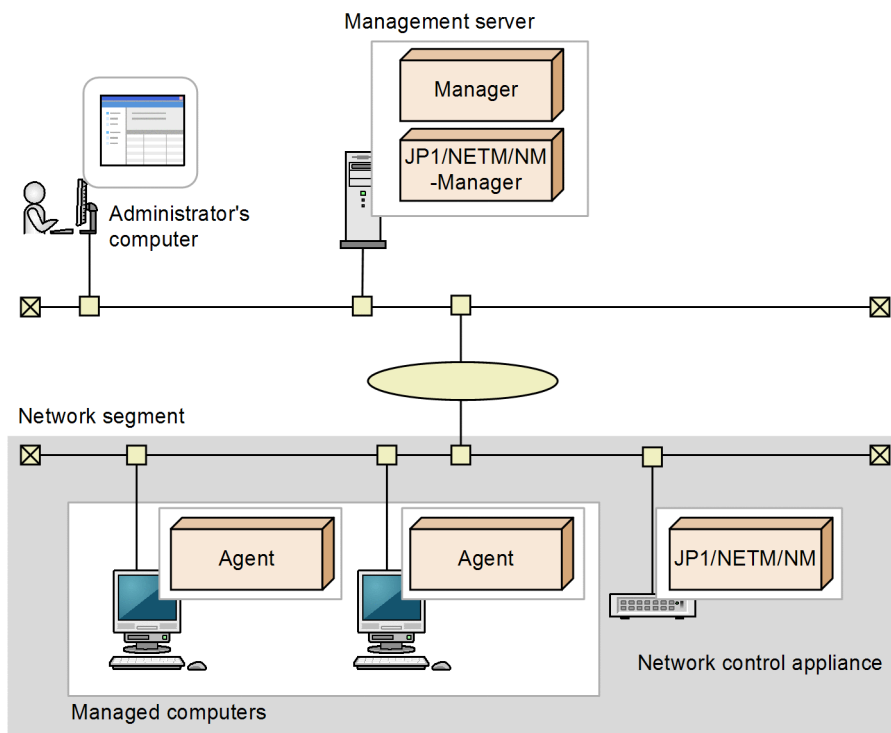 Management server
Manager
JP1/NETM/NM
-Manager
Administrator's
computer
Network segment
Agent
Agent
JP1/NETM/NM
Network control appliance
Managed computers